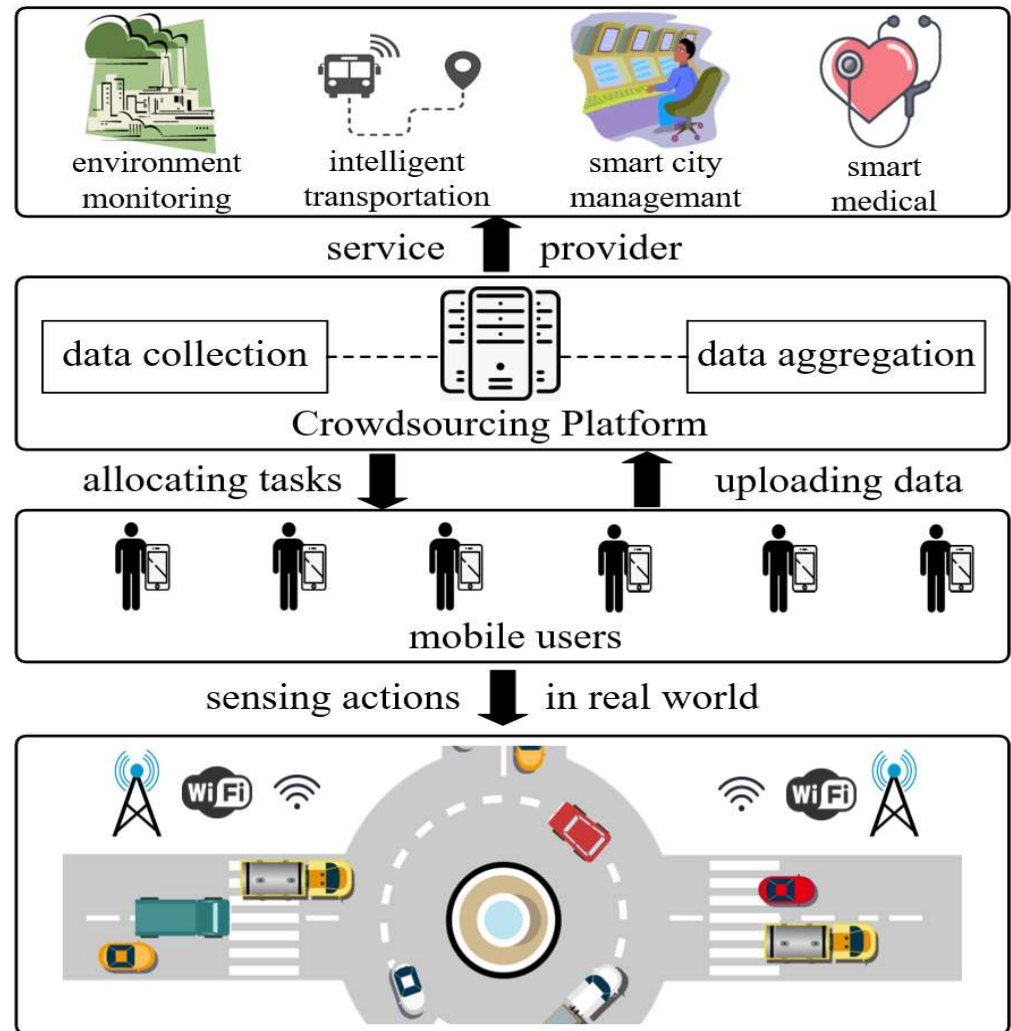 environment
monitoring
intelligent
transportation
smart city
managemant
smart
medical
service provider
data collection
data aggregation
Crowdsourcing Platform
allocating tasks
uploading data
mobile users
sensing actions in real world
WiFi
WiFi